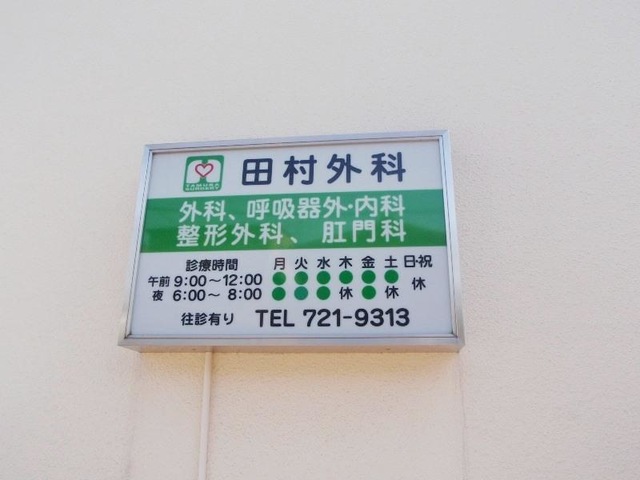 田村外科
TAMURA
SURGERY
外科、呼吸器外・内科
整形外科、肛門科
診療時間 月 火 水 木 金 土 日・祝
午前 9:00〜12:00 ● ● ● ● ● ● 休
夜 6:00〜 8:00 ● ● ● 休 ● 休
往診有り TEL 721-9313